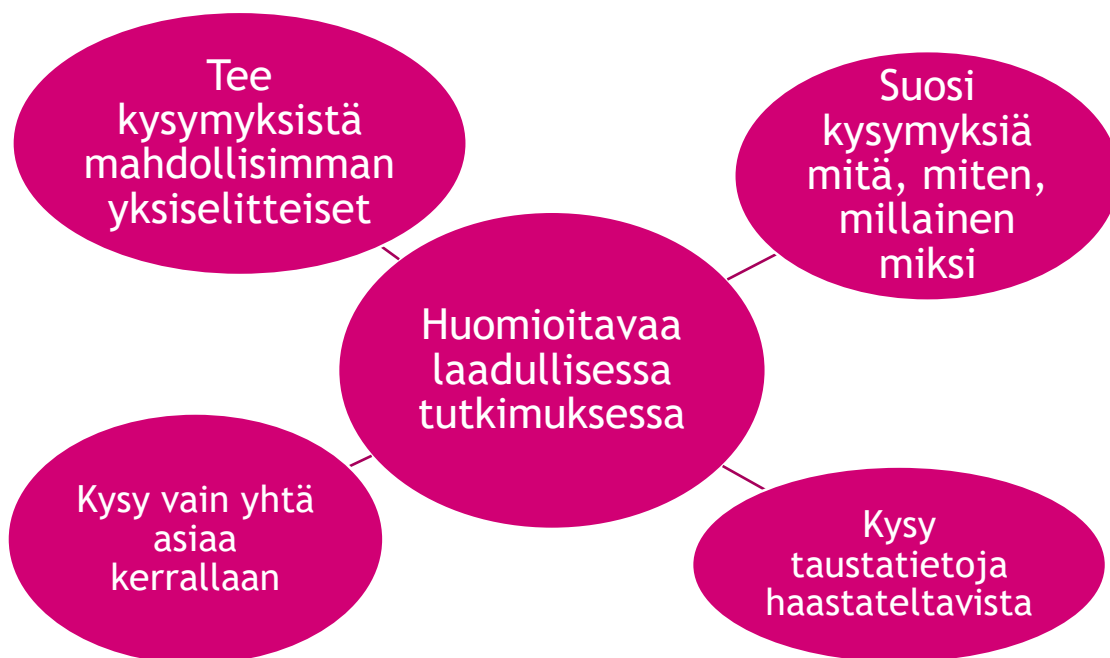 Tee
kysymyksistä
mahdollisimman
yksiselitteiset
Suosi
kysymyksiä
mitä, miten,
millainen
miksi
Huomioitavaa
laadullisessa
tutkimuksessa
Kysy vain yhtä
asiaa
kerrallaan
Kysy
taustatietoja
haastateltavista